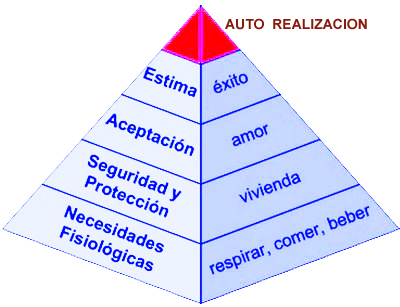 AUTO REALIZACION
Estima
éxito
Aceptación
amor
Seguridad y
Protección
vivienda
Necesidades
Fisiológicas
respirar, comer, beber